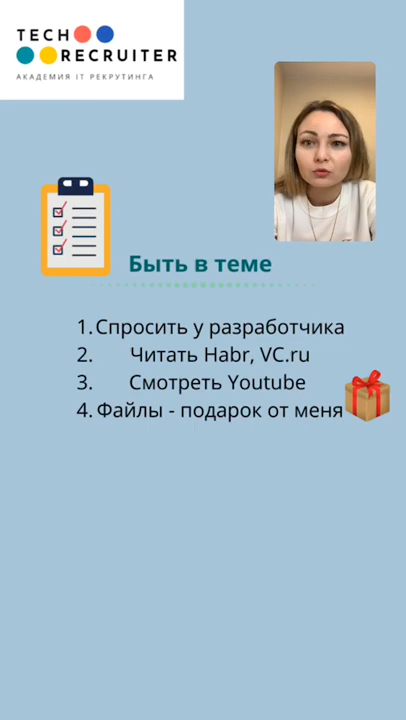 TECH
RECRUITER
АКАДЕМИЯ IT РЕКРУТИНГА
Быть в теме
1. Спросить у разработчика
2. Читать Habr, VC.ru
3. Смотреть Youtube
4. Файлы - подарок от меня